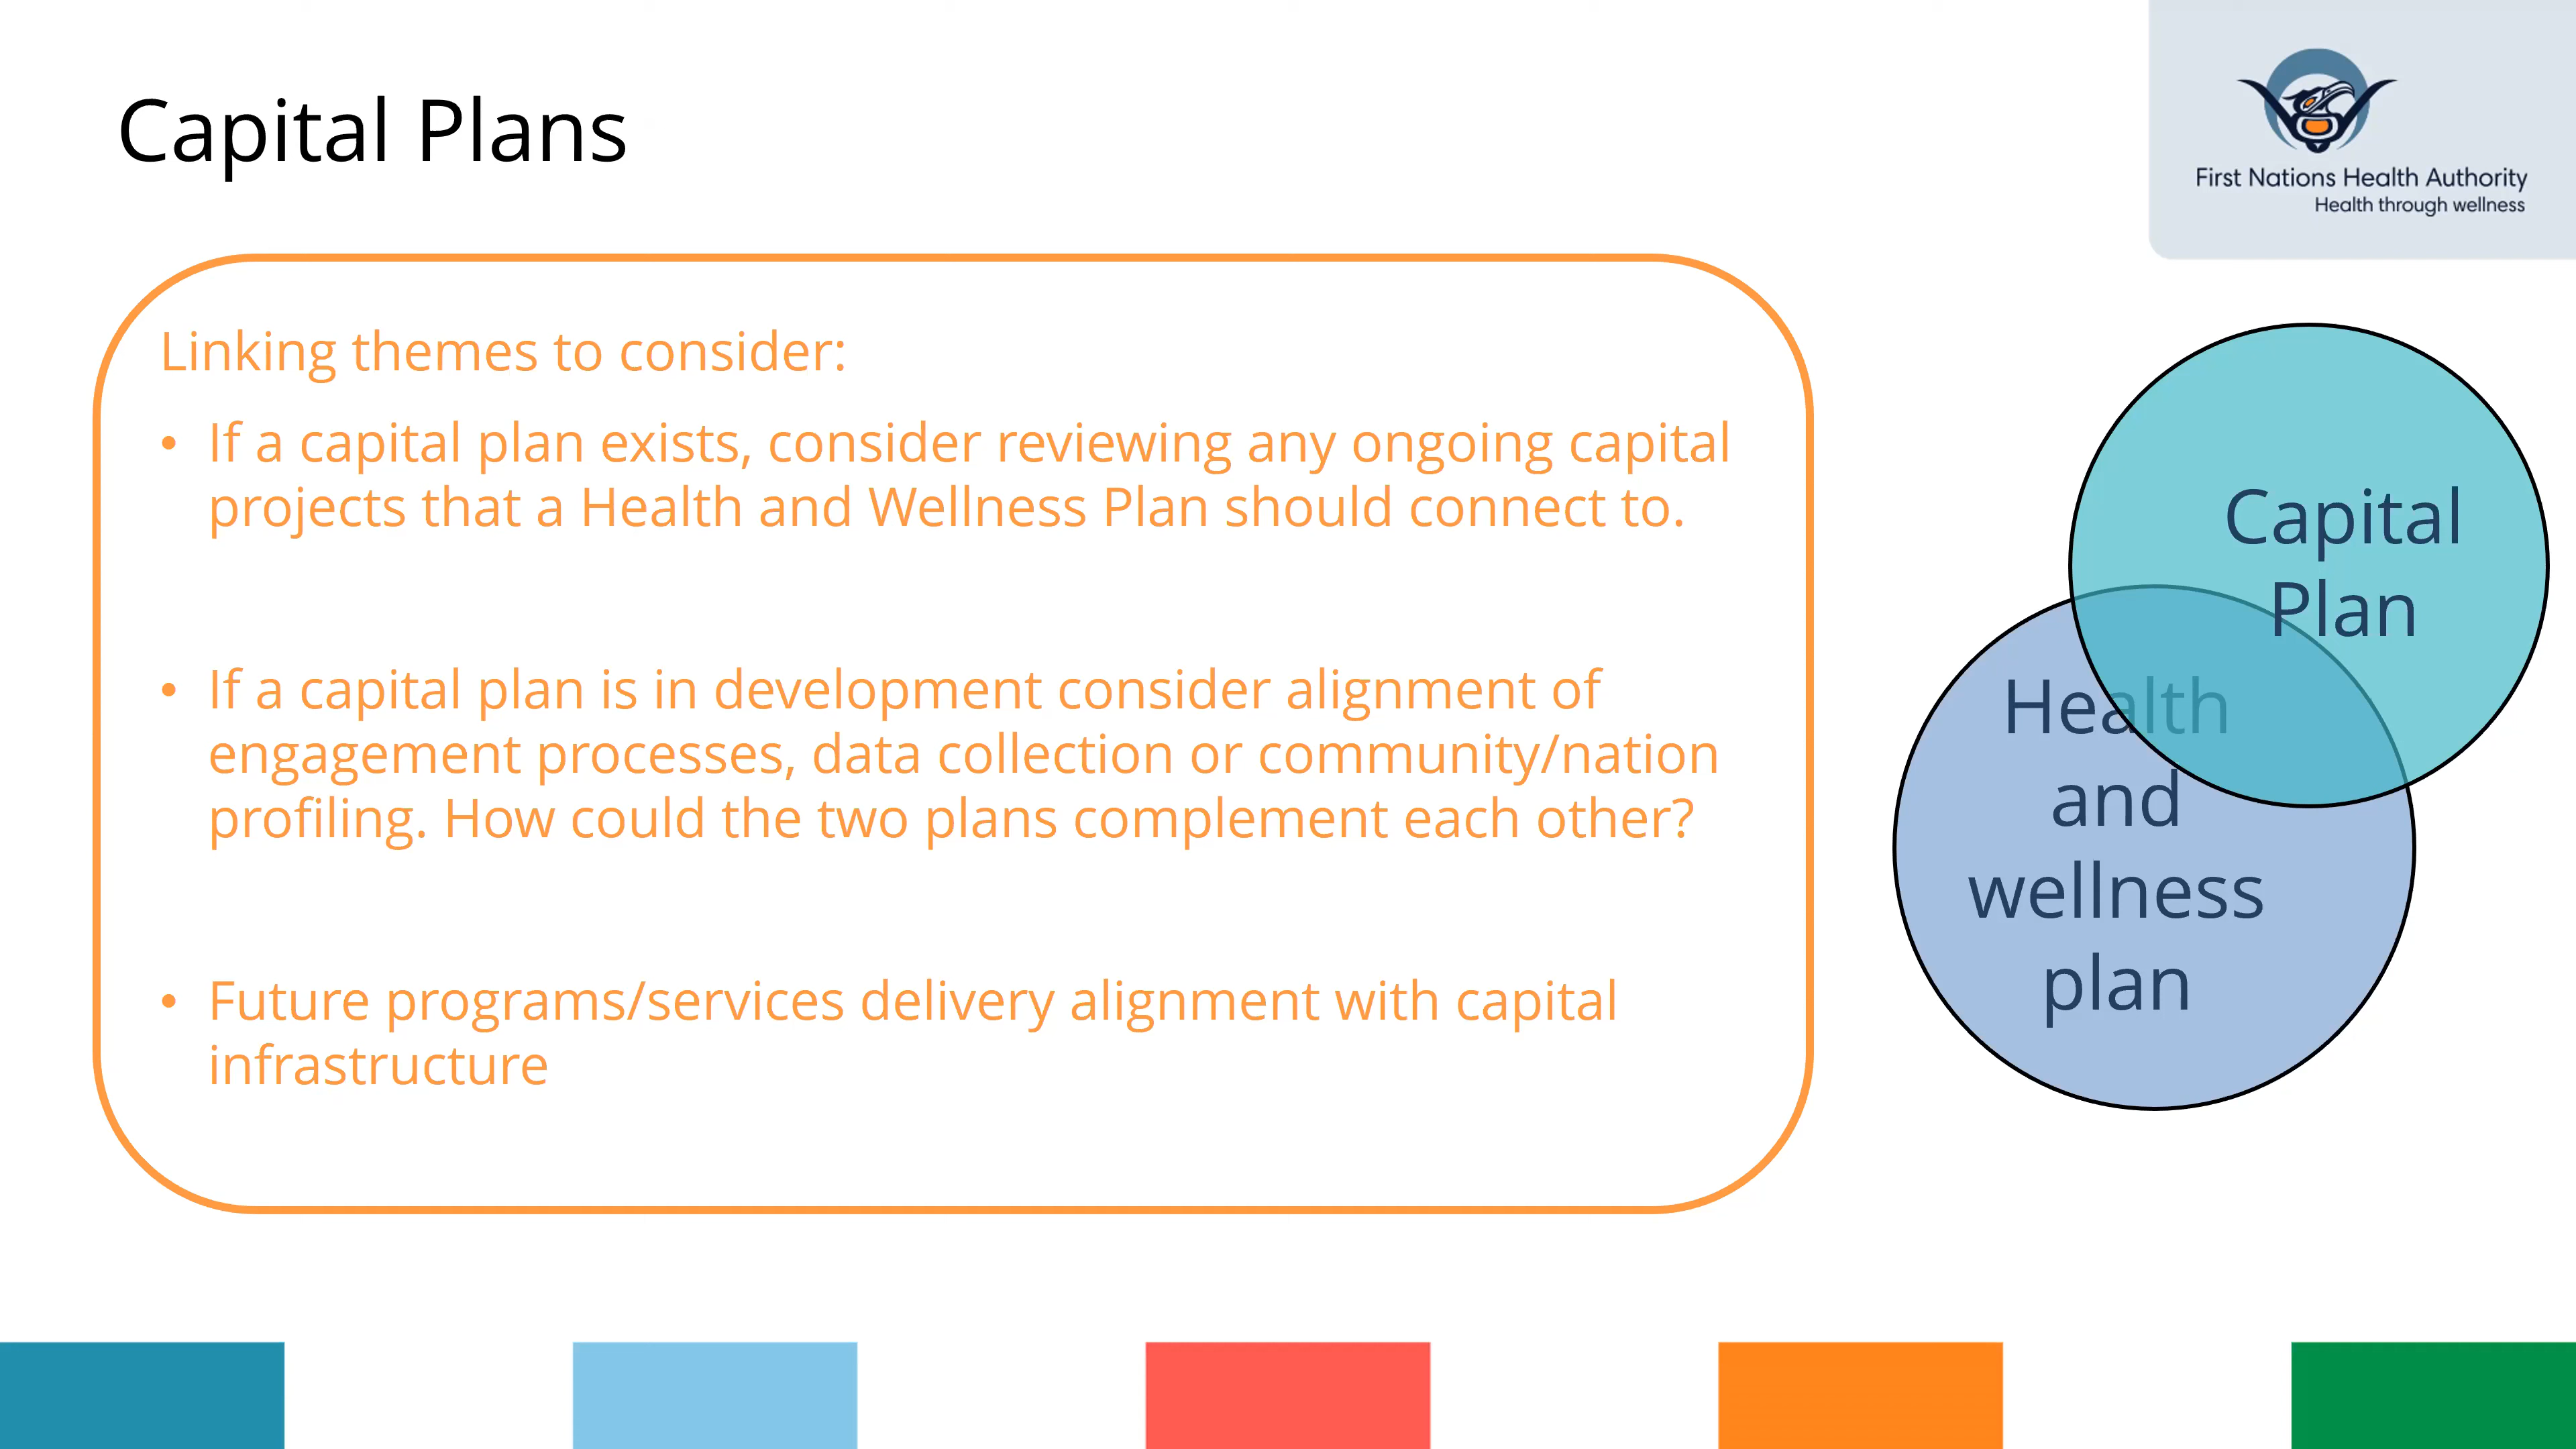 Capital Plans
First Nations Health Authority
Health through wellness
Linking themes to consider:
• If a capital plan exists, consider reviewing any ongoing capital
projects that a Health and Wellness Plan should connect to.
• If a capital plan is in development consider alignment of
engagement processes, data collection or community/nation
profiling. How could the two plans complement each other?
• Future programs/services delivery alignment with capital
infrastructure
Capital
Plan
Health
and
wellness
plan